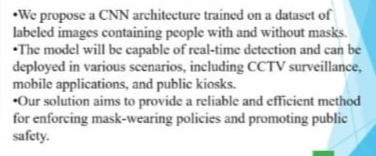 •We propose a CNN architecture trained on a dataset of
labeled images containing people with and without masks.
•The model will be capable of real-time detection and can be
deployed in various scenarios, including CCTV surveillance,
mobile applications, and public kiosks.
•Our solution aims to provide a reliable and efficient method
for enforcing mask-wearing policies and promoting public
safety.